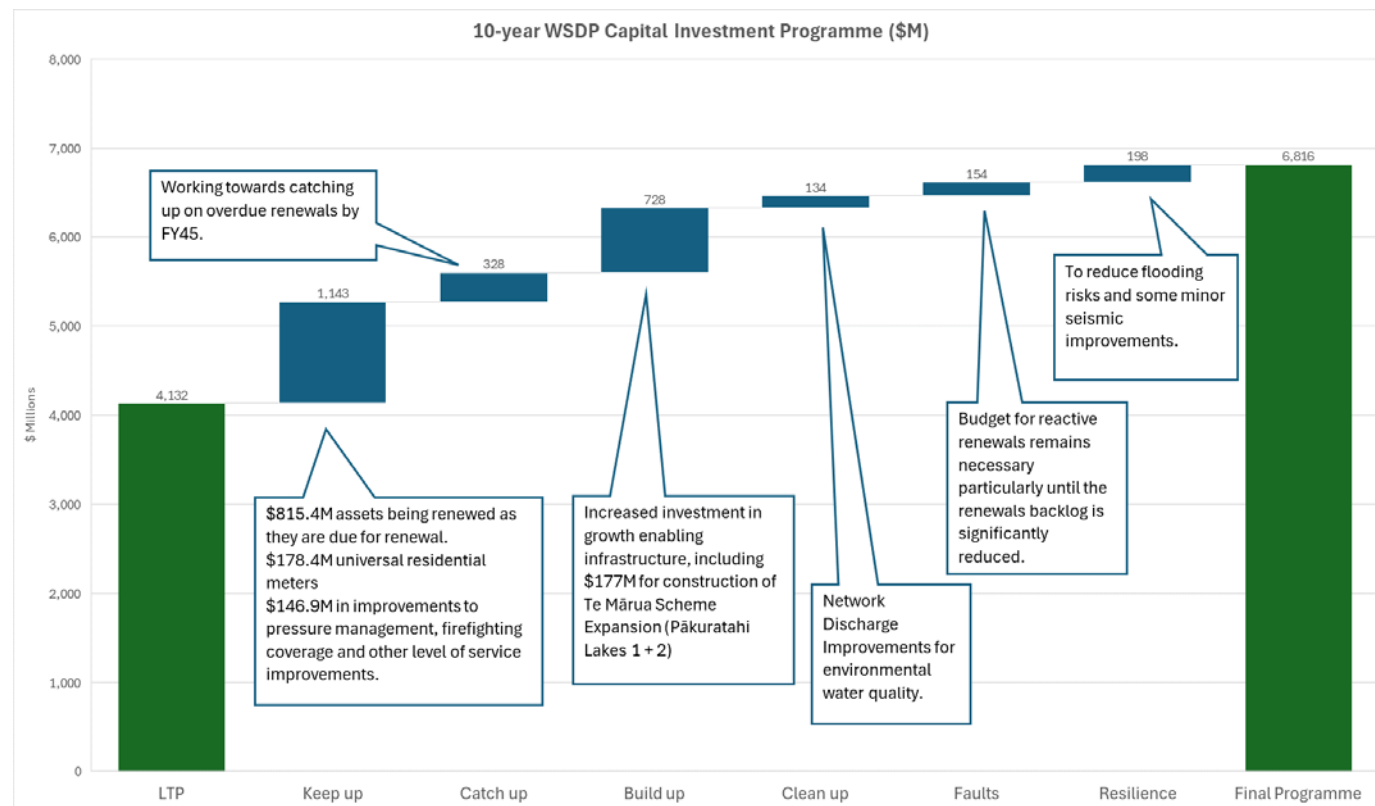 10-year WSDP Capital Investment Programme ($M)
8,000
7,000
6,000
5,000
4,000
3,000
2,000
1,000
0
$ Millions
4,132
1,143
328
728
134
154
198
6,816
Working towards catching
up on overdue renewals by
FY45.
$815.4M assets being renewed as
they are due for renewal.
$178.4M universal residential
meters
$146.9M in improvements to
pressure management, firefighting
coverage and other level of service
improvements.
Increased investment in
growth enabling
infrastructure, including
$177M for construction of
Te Mārua Scheme
Expansion (Pākuratahi
Lakes 1 + 2)
Network
Discharge
Improvements for
environmental
water quality.
Budget for reactive
renewals remains
necessary
particularly until the
renewals backlog is
significantly
reduced.
To reduce flooding
risks and some minor
seismic
improvements.
LTP
Keep up
Catch up
Build up
Clean up
Faults
Resilience
Final Programme